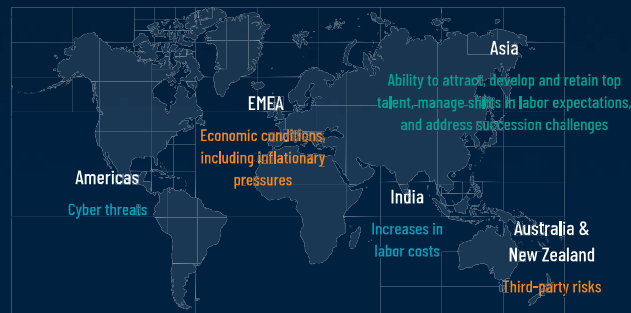 Asia
Ability to attract, develop and retain top
talent, manage shifts in labor expectations,
and address succession challenges
EMEA
Economic conditions,
including inflationary
pressures
Americas
Cyber threats
India
Increases in
labor costs
Australia &
New Zealand
Third-party risks